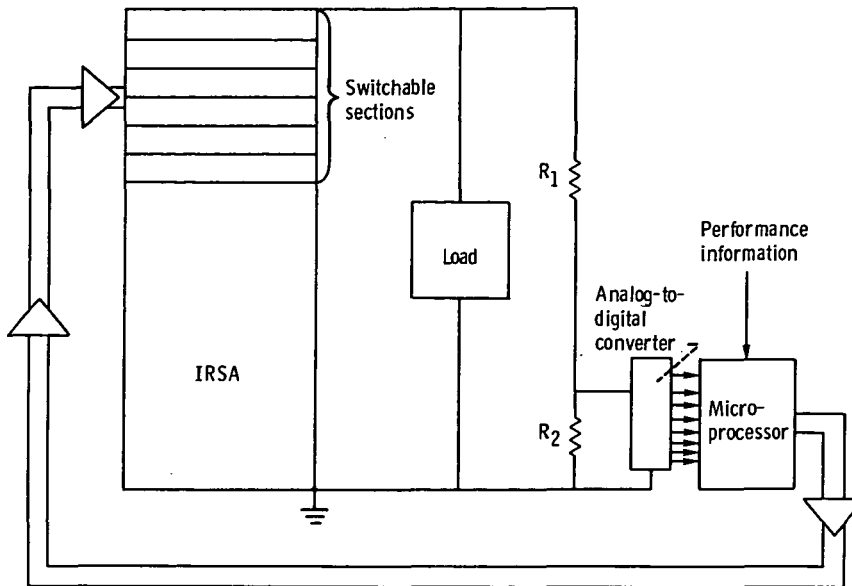 Switchable
sections
R1
Performance
information
Load
Analog-to-
digital
converter
IRSA
R2
Micro-
processor